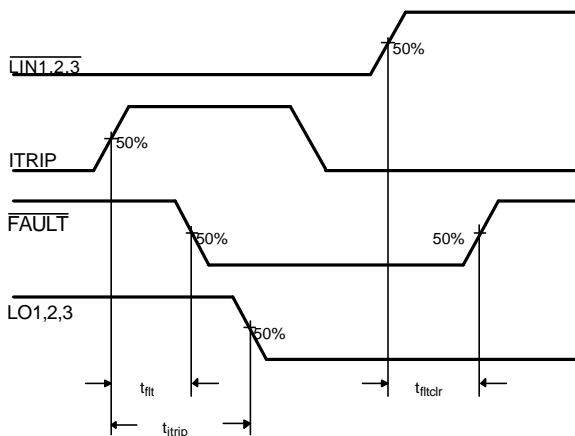 50%
LIN1,2,3
50%
ITRIP
FAULT
50%
50%
LO1,2,3
50%
tflt
tfltclr
titrip